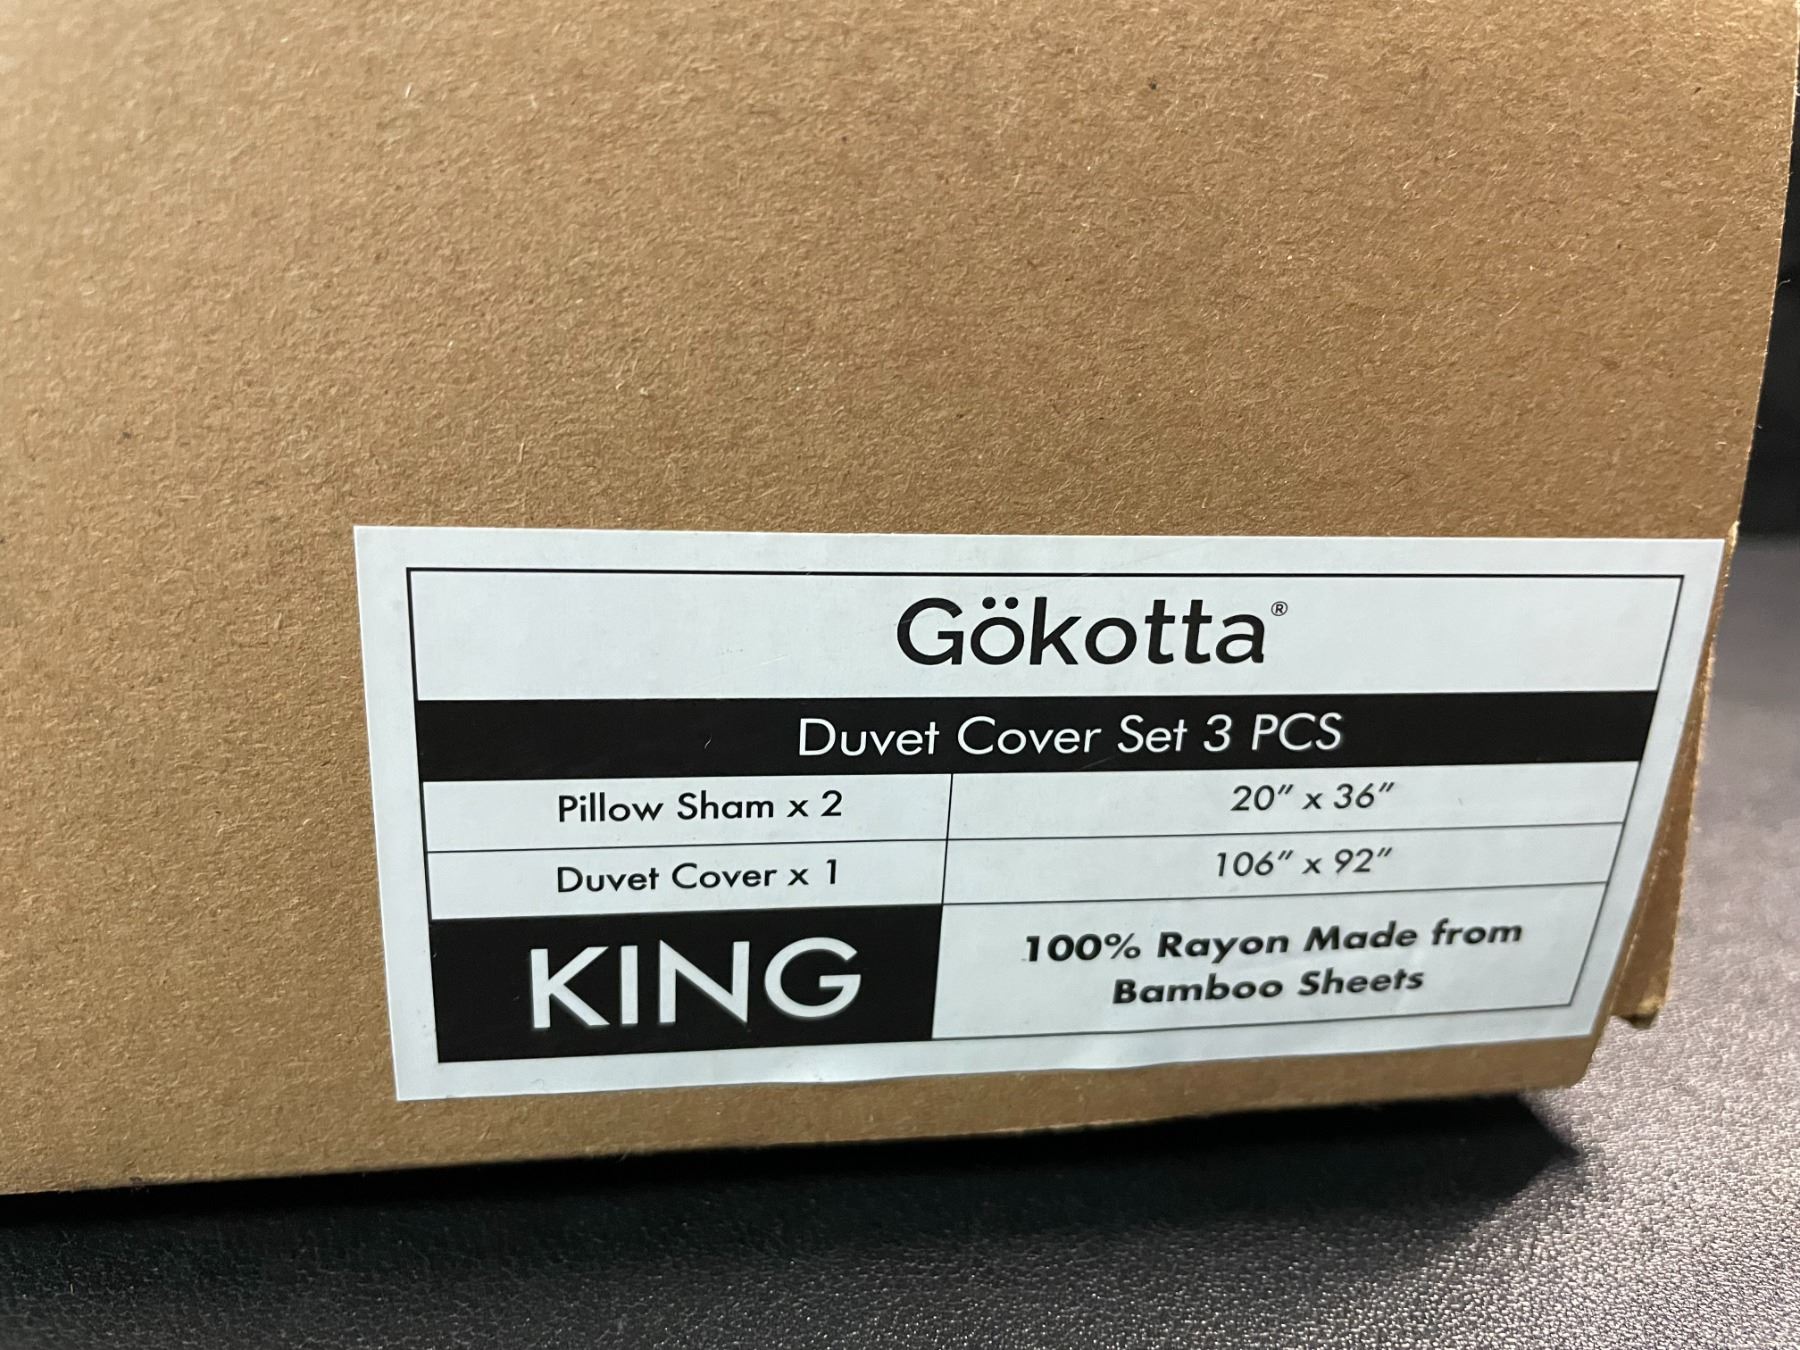 Gökotta®
Duvet Cover Set 3 PCS
Pillow Sham x 2 20” x 36”
Duvet Cover x 1 106” x 92”
KING
100% Rayon Made from
Bamboo Sheets